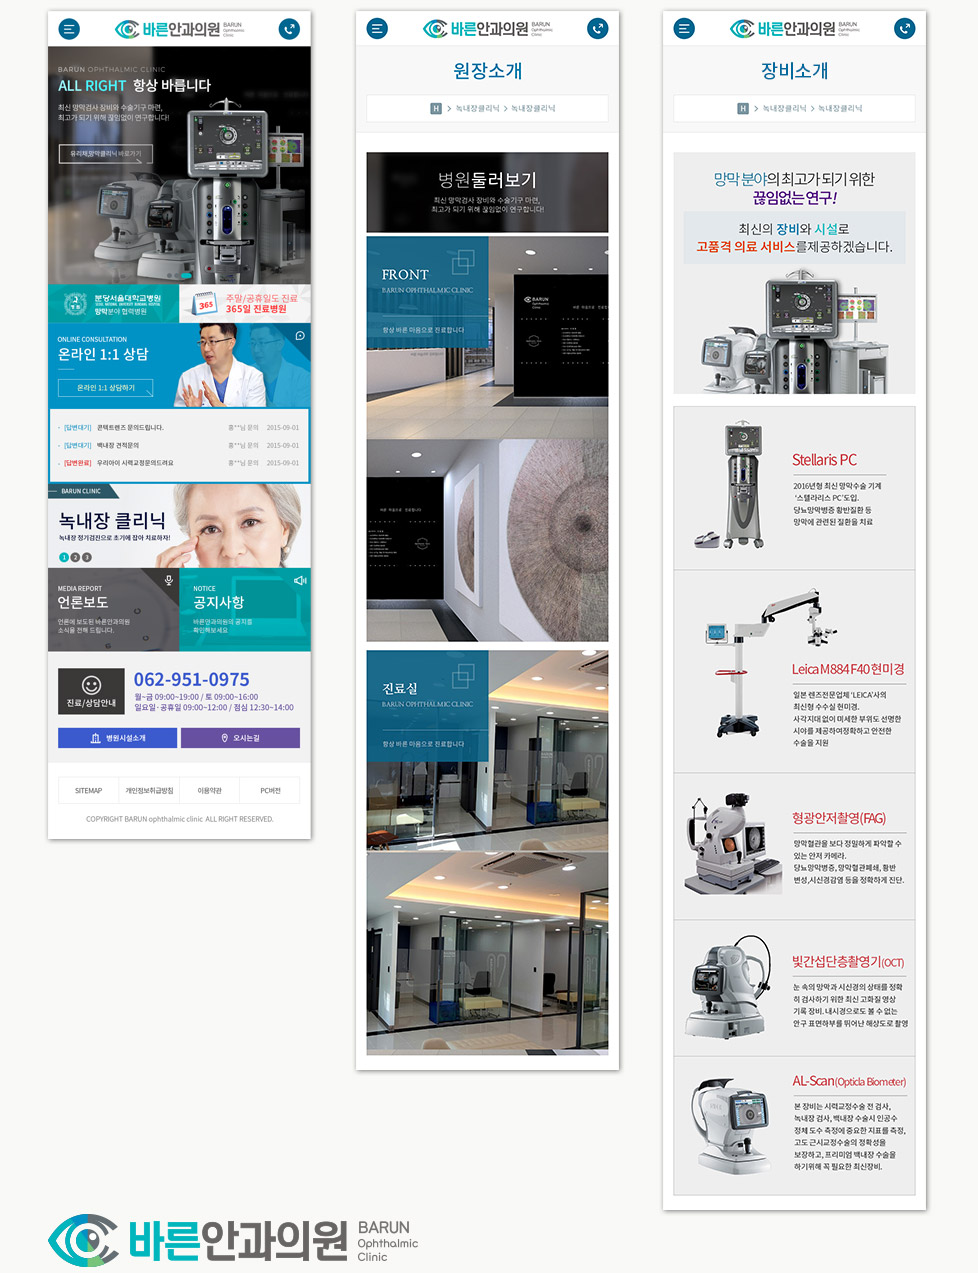 바른안과의원
BARUN
Ophthalmic
Clinic
BARUN OPHTHALMIC CLINIC
ALL RIGHT 항상 바릅니다
최신 망막검사 장비와 수술기구 마련,
최고가 되기 위해 끊임없이 연구합니다!
유리체,망막클리닉 바로가기
분당서울대학교병원
망막분야 협력병원
365
주말/공휴일도 진료
365일 진료병원
ONLINE CONSULTATION
온라인 1:1 상담
온라인 1:1 상담하기
[답변대기] 콘텍트렌즈 문의드립니다. 홍**님 문의 2015-09-01
[답변대기] 백내장 견적문의 홍**님 문의 2015-09-01
[답변완료] 우리아이 시력교정문의드려요 홍**님 문의 2015-09-01
BARUN CLINIC
녹내장 클리닉
녹내장 정기검진으로 초기에 잡아 치료하자!
1 2 3
MEDIA REPORT
언론보도
언론에 보도된 바른안과의원
소식을 전해 드립니다.
NOTICE
공지사항
바른안과의원의 공지를
확인해보세요
진료/상담안내
062-951-0975
월~금 09:00~19:00 / 토 09:00~16:00
일요일·공휴일 09:00~12:00 / 점심 12:30~14:00
병원시설소개
오시는길
SITEMAP
개인정보취급방침
이용약관
PC버전
COPYRIGHT BARUN ophthalmic clinic ALL RIGHT RESERVED.
바른안과의원
BARUN
Ophthalmic
Clinic
원장소개
H > 녹내장클리닉 > 녹내장클리닉
병원둘러보기
최신 망막검사 장비와 수술기구 마련,
최고가 되기 위해 끊임없이 연구합니다!
FRONT
BARUN OPHTHALMIC CLINIC
항상 바른 마음으로 진료합니다
BARUN
진료실
BARUN OPHTHALMIC CLINIC
항상 바른 마음으로 진료합니다
바른안과의원
BARUN
Ophthalmic
Clinic
장비소개
H > 녹내장클리닉 > 녹내장클리닉
망막 분야의 최고가 되기 위한
끊임없는 연구!
최신의 장비와 시설로
고품격 의료 서비스를제공하겠습니다.
Stellaris PC
2016년형 최신 망막수술 기계
‘스텔라리스 PC’도입.
당뇨망막병증 황반질환 등
망막에 관련된 질환을 치료
Leica M884 F40 현미경
일본 렌즈전문업체 ‘LEICA’사의
최신형 수수실 현미경.
사각지대 없이 미세한 부위도 선명한
시야를 제공하여정확하고 안전한
수술을 지원
형광안저촬영(FAG)
망막혈관을 보다 정밀하게 파악할 수
있는 안저 카메라.
당뇨망막병증, 망막혈관폐쇄, 황반
변성,시신경감염 등을 정확하게 진단.
빛간섭단층촬영기(OCT)
눈 속의 망막과 시신경의 상태를 정확
히 검사하기 위한 최신 고화질 영상
기록 장비. 내시경으로도 볼 수 없는
안구 표면하부를 뛰어난 해상도로 촬영
AL-Scan(Opticla Biometer)
본 장비는 시력교정수술 전 검사,
녹내장 검사, 백내장 수술시 인공수
정체 도수 측정에 중요한 지표를 측정,
고도 근시교정수술의 정확성을
보장하고, 프리미엄 백내장 수술을
하기위해 꼭 필요한 최신장비.
바른안과의원
BARUN
Ophthalmic
Clinic